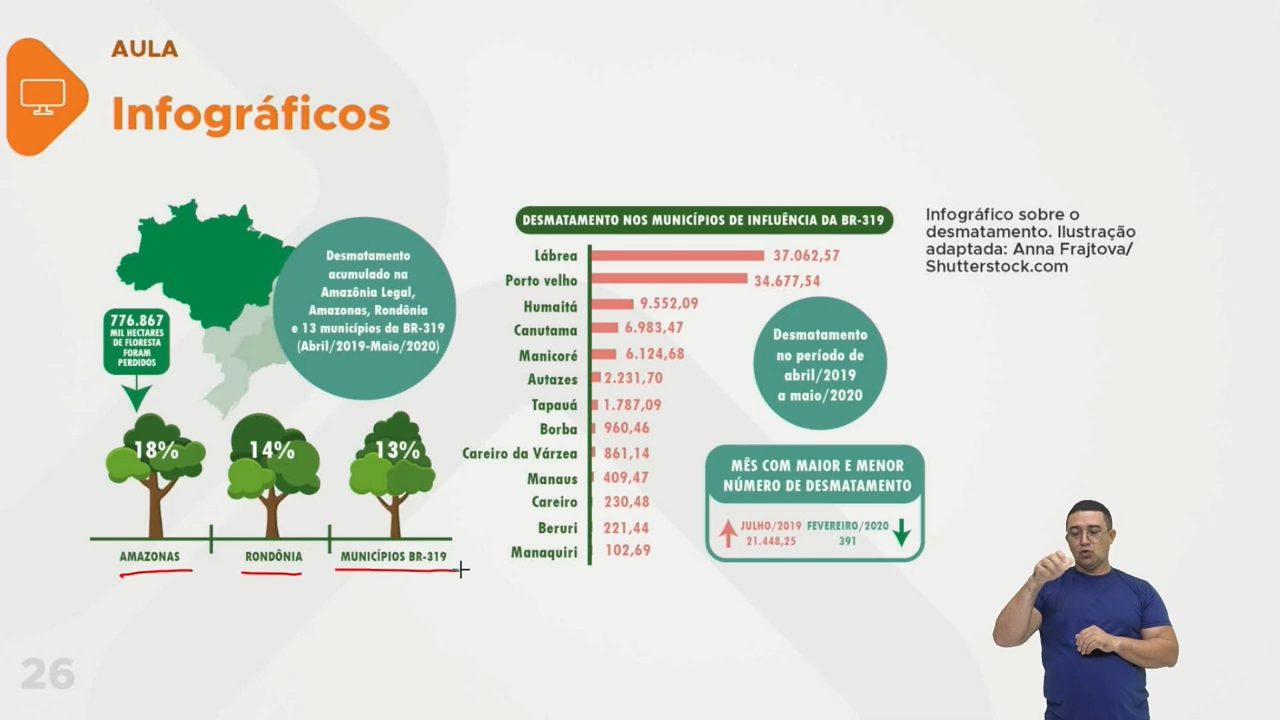 AULA
Infográficos
776.867
MIL HECTARES
DE FLORESTA
FORAM
PERDIDOS
Desmatamento
acumulado na
Amazônia Legal,
Amazonas, Rondônia
e 13 municípios da BR-319
(Abril/2019-Maio/2020)
18%
14%
13%
AMAZONAS
RONDÔNIA
MUNICÍPIOS BR-319
DESMATAMENTO NOS MUNICÍPIOS DE INFLUÊNCIA DA BR-319
Lábrea 37.062,57
Porto velho 34.677,54
Humaitá 9.552,09
Canutama 6.983,47
Manicoré 6.124,68
Autazes 2.231,70
Tapauá 1.787,09
Borba 960,46
Careiro da Várzea 861,14
Manaus 409,47
Careiro 230,48
Beruri 221,44
Manaquiri 102,69
Desmatamento
no período de
abril/2019
a maio/2020
MÊS COM MAIOR E MENOR
NÚMERO DE DESMATAMENTO
JULHO/2019 FEVEREIRO/2020
21.448,25 391
Infográfico sobre o
desmatamento. Ilustração
adaptada: Anna Frajtova/
Shutterstock.com
26